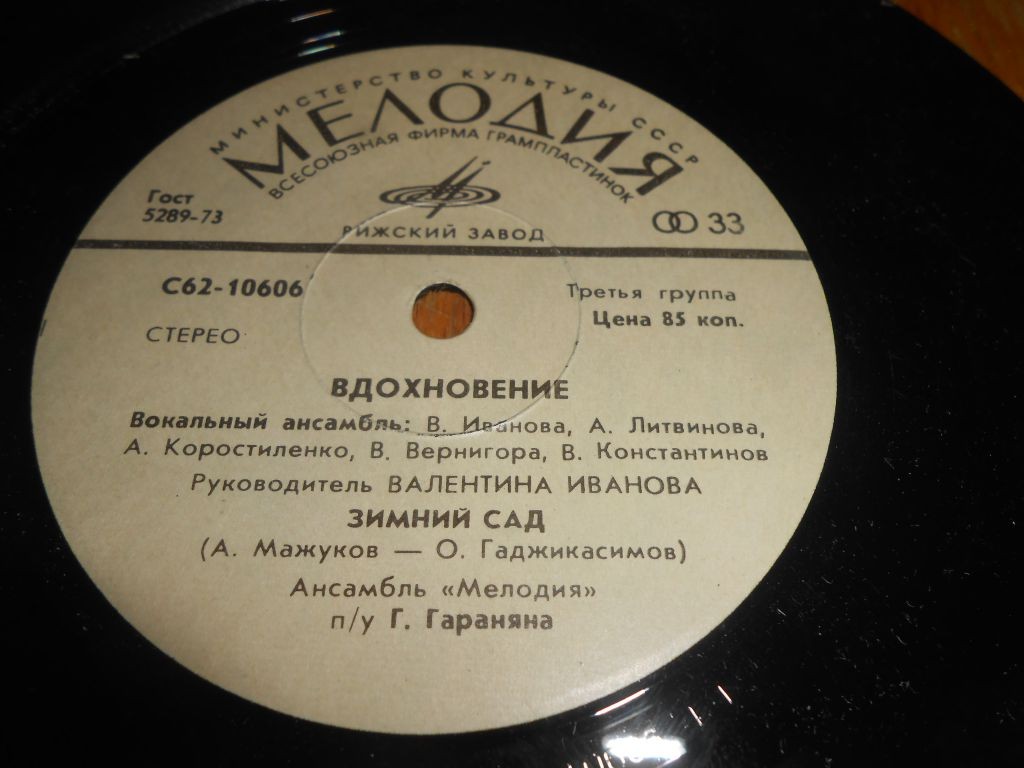 МИНИСТЕРСТВО КУЛЬТУРЫ СССР
МЕЛОДИЯ
ВСЕСОЮЗНАЯ ФИРМА ГРАМПЛАСТИНОК
Гост
5289-73
33
РИЖСКИЙ ЗАВОД
С62-10606
Третья группа
Цена 85 коп.
СТЕРЕО
ВДОХНОВЕНИЕ
Вокальный ансамбль: В. Иванова, А. Литвинова,
А. Коростиленко, В. Вернигора, В. Константинов
Руководитель ВАЛЕНТИНА ИВАНОВА
ЗИМНИЙ САД
(А. Мажуков — О. Гаджикасимов)
Ансамбль «Мелодия»
п/у Г. Гараняна